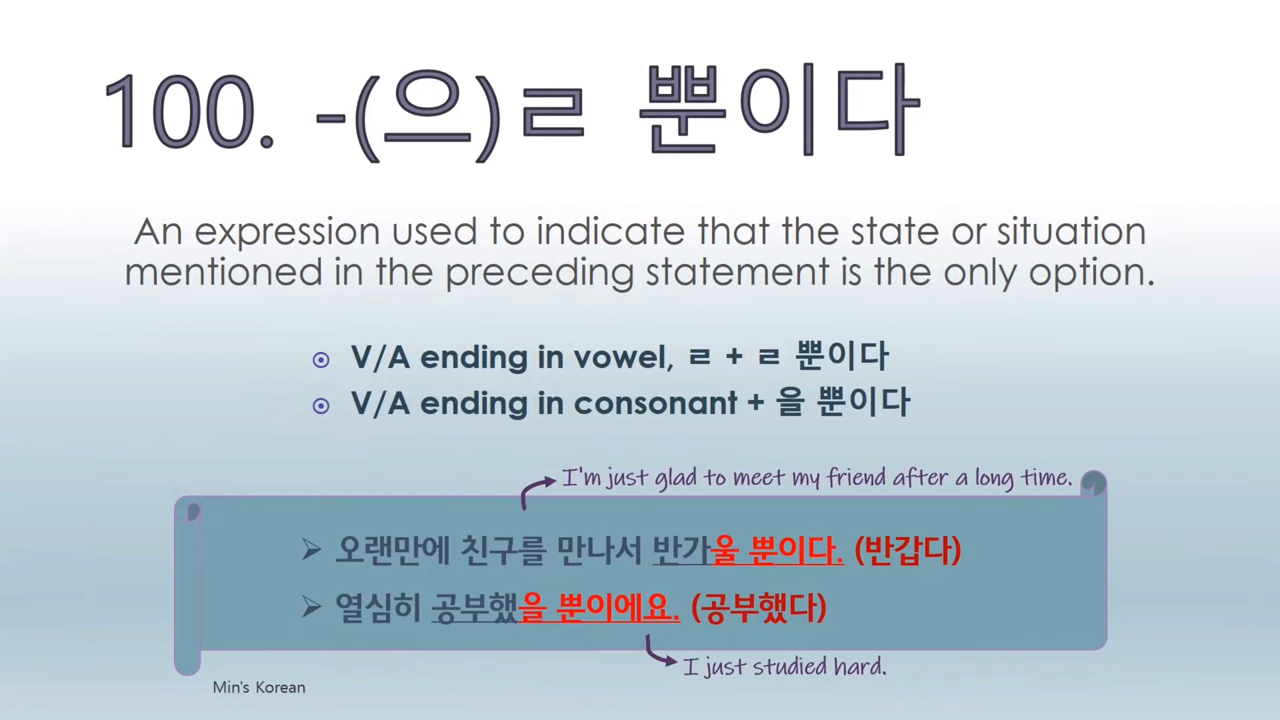 100. -(으)ㄹ 뿐이다
An expression used to indicate that the state or situation
mentioned in the preceding statement is the only option.
V/A ending in vowel, ㄹ + ㄹ 뿐이다
V/A ending in consonant + 을 뿐이다
I'm just glad to meet my friend after a long time.
오랜만에 친구를 만나서 반가울 뿐이다. (반갑다)
열심히 공부했을 뿐이에요. (공부했다)
I just studied hard.
Min's Korean